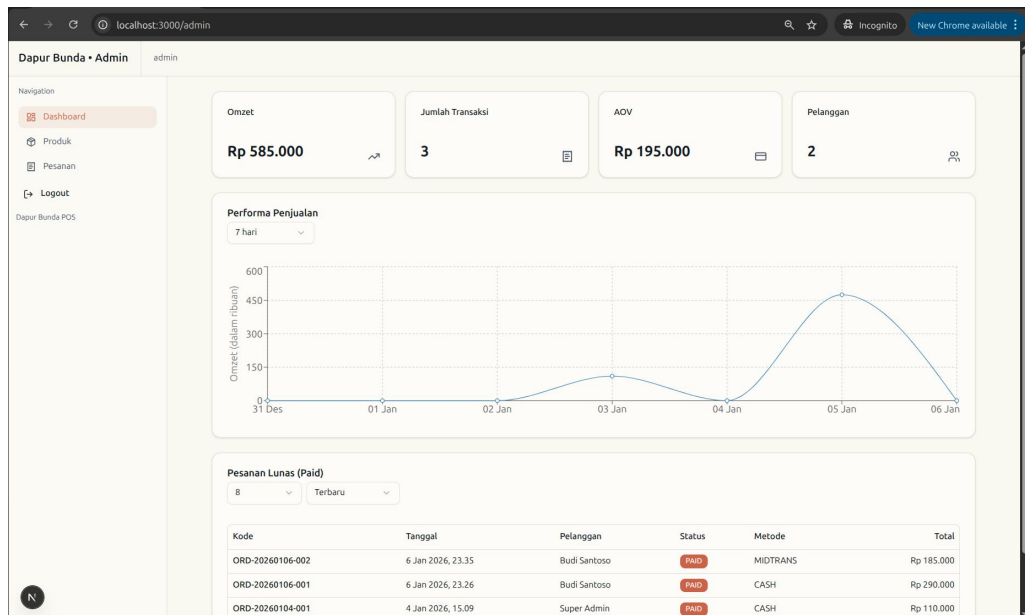 localhost:3000/admin
Incognito
New Chrome available
Dapur Bunda • Admin
admin
Navigation
Dashboard
Produk
Pesanan
Logout
Dapur Bunda POS
Omzet
Rp 585.000
Jumlah Transaksi
3
AOV
Rp 195.000
Pelanggan
2
Performa Penjualan
7 hari
Omzet (dalam ribuan)
600
450
300
150
0
31 Des 01 Jan 02 Jan 03 Jan 04 Jan 05 Jan 06 Jan
Pesanan Lunas (Paid)
8 Terbaru
Kode Tanggal Pelanggan Status Metode Total
ORD-20260106-002 6 Jan 2026, 23.35 Budi Santoso PAID MIDTRANS Rp 185.000
ORD-20260106-001 6 Jan 2026, 23.26 Budi Santoso PAID CASH Rp 290.000
ORD-20260104-001 4 Jan 2026, 15.09 Super Admin PAID CASH Rp 110.000
N